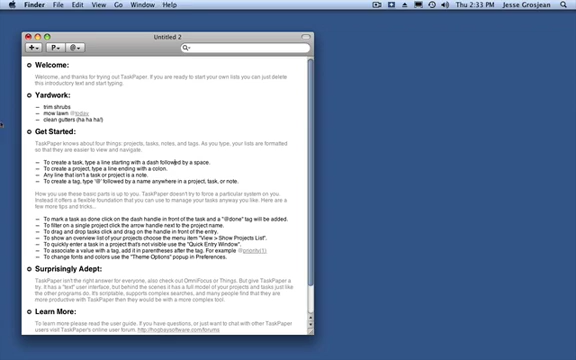 Finder File Edit View Go Window Help Thu 2:33 PM Jesse Grosjean
Untitled 2
P @
Welcome:
Welcome, and thanks for trying out TaskPaper. If you are ready to start your own lists you can just delete
this introductory text and start typing.
Yardwork:
– trim shrubs
– mow lawn @today
– clean gutters (ha ha ha!)
Get Started:
TaskPaper knows about four things: projects, tasks, notes, and tags. As you type, your lists are formatted
so they are easier to view and navigate.
– To create a task, type a line starting with a dash followed by a space.
– To create a project, type a line ending with a colon.
– Any line that isn't a task or project is a note.
– To create a tag, type '@' followed by a name anywhere in a project, task, or note.
How you use these basic parts is up to you. TaskPaper doesn't try to force a particular system on you.
Instead it offers a flexible foundation that you can use to create your own system anyway you want. Here are a
few more tips and tricks...
– To mark a task as done click on the dash handle in front of the task and a "@done" tag will be added.
– To filter on a single project click the arrow handle next to the project name.
– To drag and drop tasks click and drag on the handle in front of the entry.
– To show an overview list of your projects choose the menu item "View > Show Projects List".
– To quickly enter a task in a project that's not visible use the "Quick Entry Window".
– To associate a value with a tag, add it in parentheses after the tag. For example @priority(1).
– To change fonts and colors use the "Theme Options" popup in Preferences.
Surprisingly Adept:
TaskPaper isn't the right answer for everyone, also check out OmniFocus or Things. But give TaskPaper a
try, it has a "text" user interface, but behind the scenes it has a full model of your projects and tasks just like
the other programs do. It's scriptable, supports complex searches, and many people find that they are
more productive with TaskPaper then they would be with a more complex tool.
Learn More:
To learn more please read the user guide. If you have questions, or just want to chat with other TaskPaper
users visit TaskPaper's online user forum. http://hogbaysoftware.com/forums